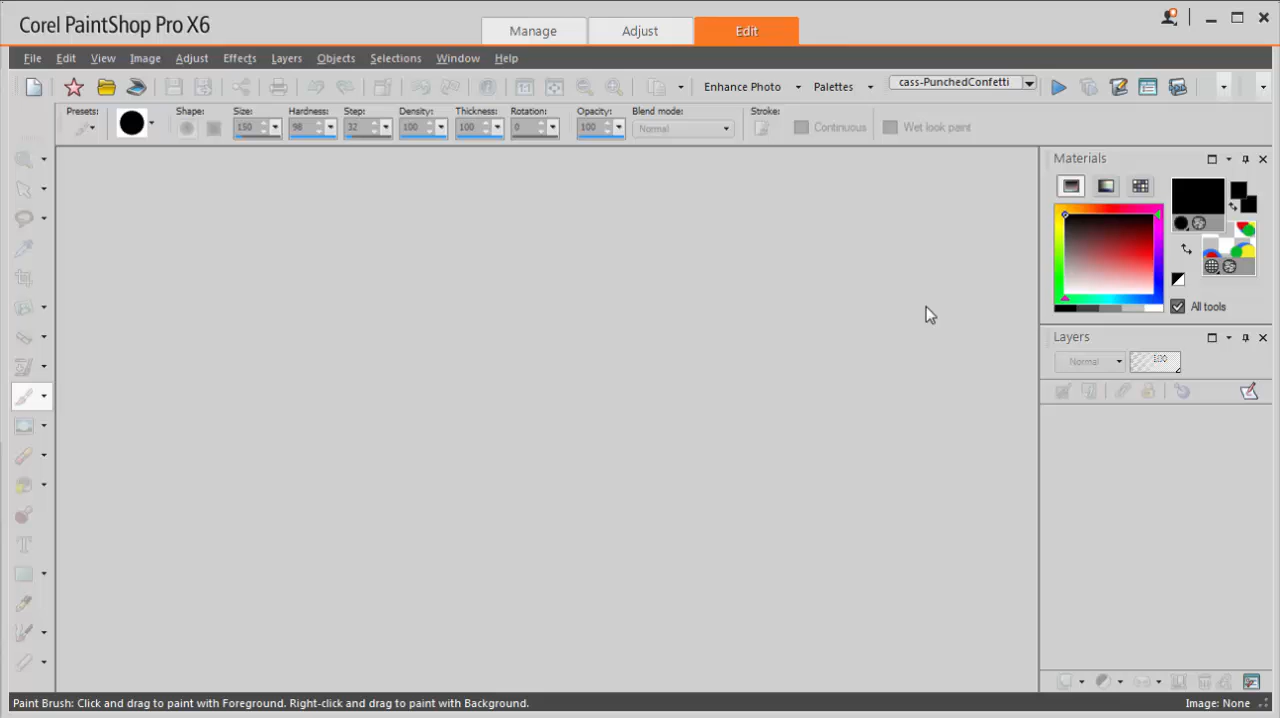 Corel PaintShop Pro X6
Manage Adjust Edit
File Edit View Image Adjust Effects Layers Objects Selections Window Help
Enhance Photo Palettes cass-PunchedConfetti
Presets: Shape: Size: Hardness: Step: Density: Thickness: Rotation: Opacity: Blend mode: Stroke:
150 98 32 100 100 0 100 Normal Continuous Wet look paint
Materials
All tools
Layers
Normal 100
Paint Brush: Click and drag to paint with Foreground. Right-click and drag to paint with Background. Image: None